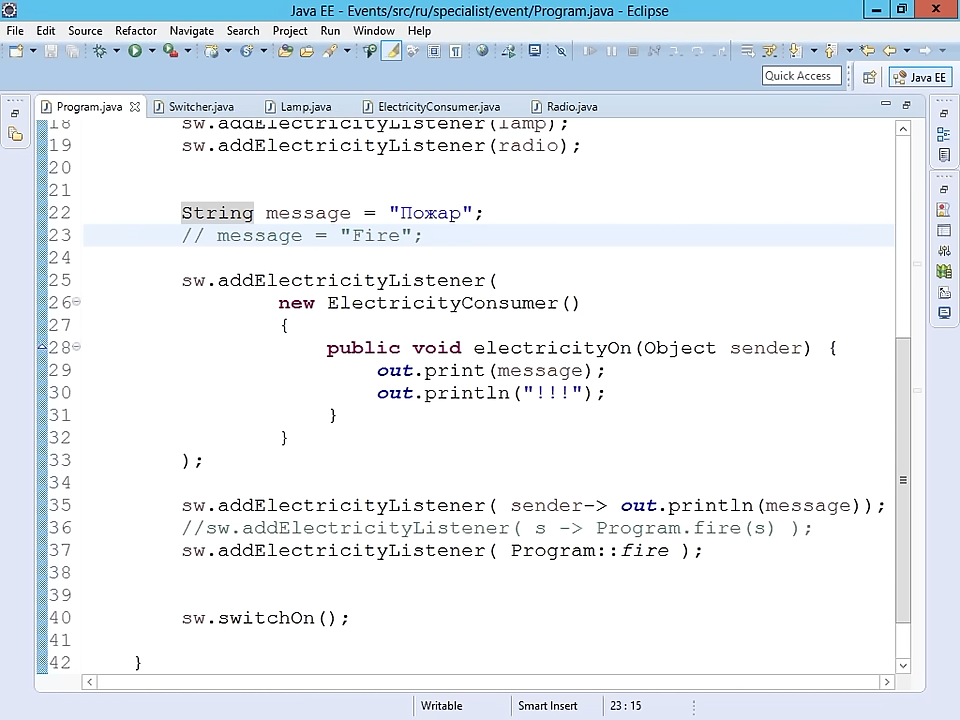 Java EE - Events/src/ru/specialist/event/Program.java - Eclipse
File Edit Source Refactor Navigate Search Project Run Window Help
Quick Access
Java EE
Program.java Switcher.java Lamp.java ElectricityConsumer.java Radio.java
18 sw.addElectricityListener(lamp);
19 sw.addElectricityListener(radio);
20
21
22 String message = "Пожар";
23 // message = "Fire";
24
25 sw.addElectricityListener(
26 new ElectricityConsumer()
27 {
28 public void electricityOn(Object sender) {
29 out.print(message);
30 out.println("!!!");
31 }
32 }
33 );
34
35 sw.addElectricityListener( sender-> out.println(message));
36 //sw.addElectricityListener( s -> Program.fire(s) );
37 sw.addElectricityListener( Program::fire );
38
39
40 sw.switchOn();
41
42 }
Writable Smart Insert 23 : 15